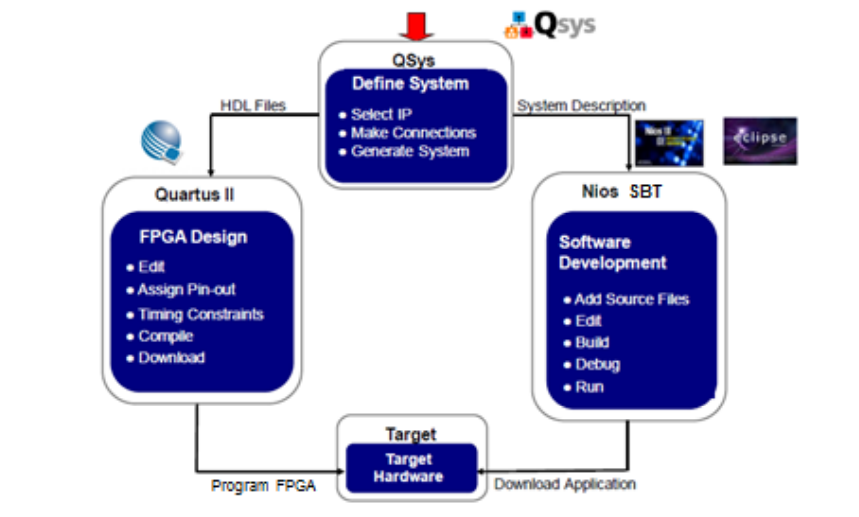 Qsys
QSys
Define System
● Select IP
● Make Connections
● Generate System
HDL Files
System Description
Nios II
eclipse
Quartus II
FPGA Design
● Edit
● Assign Pin-out
● Timing Constraints
● Compile
● Download
Nios SBT
Software
Development
● Add Source Files
● Edit
● Build
● Debug
● Run
Target
Target
Hardware
Program FPGA
Download Application